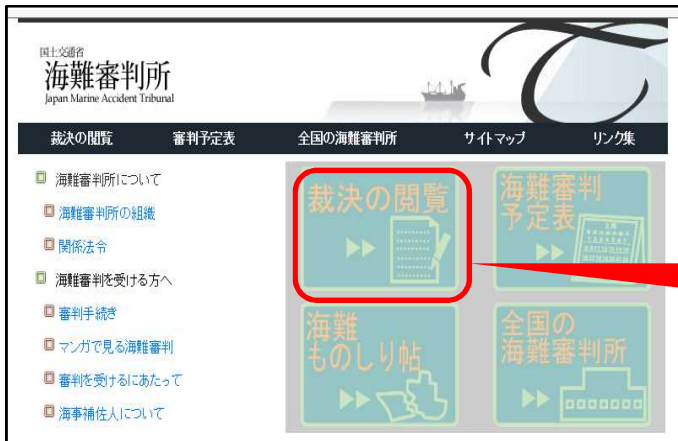 国土交通省
海難審判所
Japan Marine Accident Tribunal
裁決の閲覧 審判予定表 全国の海難審判所 サイトマップ リンク集
海難審判所について
海難審判所の組織
関係法令
海難審判を受ける方へ
審判手続き
マンガで見る海難審判
審判を受けるにあたって
海事補佐人について
裁決の閲覧
海難審判
予定表
海難
ものしり帖
全国の
海難審判所